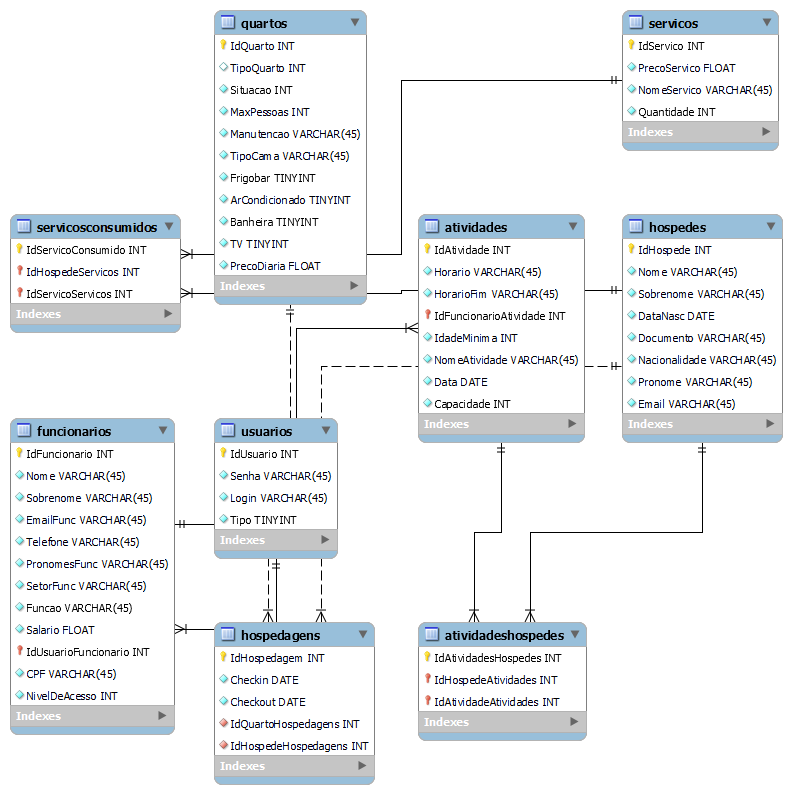 quartos
IdQuarto INT
TipoQuarto INT
Situacao INT
MaxPessoas INT
Manutencao VARCHAR(45)
TipoCama VARCHAR(45)
Frigobar TINYINT
ArCondicionado TINYINT
Banheira TINYINT
TV TINYINT
PrecoDiaria FLOAT
Indexes
servicos
IdServico INT
PrecoServico FLOAT
NomeServico VARCHAR(45)
Quantidade INT
Indexes
servicosconsumidos
IdServicoConsumido INT
IdHospedeServicos INT
IdServicoServicos INT
Indexes
atividades
IdAtividade INT
Horario VARCHAR(45)
HorarioFim VARCHAR(45)
IdFuncionarioAtividade INT
IdadeMinima INT
NomeAtividade VARCHAR(45)
Data DATE
Capacidade INT
Indexes
hospedes
IdHospede INT
Nome VARCHAR(45)
Sobrenome VARCHAR(45)
DataNasc DATE
Documento VARCHAR(45)
Nacionalidade VARCHAR(45)
Pronome VARCHAR(45)
Email VARCHAR(45)
Indexes
funcionarios
IdFuncionario INT
Nome VARCHAR(45)
Sobrenome VARCHAR(45)
EmailFunc VARCHAR(45)
Telefone VARCHAR(45)
PronomesFunc VARCHAR(45)
SetorFunc VARCHAR(45)
Funcao VARCHAR(45)
Salario FLOAT
IdUsuarioFuncionario INT
CPF VARCHAR(45)
NivelDeAcesso INT
Indexes
usuarios
IdUsuario INT
Senha VARCHAR(45)
Login VARCHAR(45)
Tipo TINYINT
Indexes
hospedagens
IdHospedagem INT
Checkin DATE
Checkout DATE
IdQuartoHospedagens INT
IdHospedeHospedagens INT
Indexes
atividadeshospedes
IdAtividadesHospedes INT
IdHospedeAtividades INT
IdAtividadeAtividades INT
Indexes